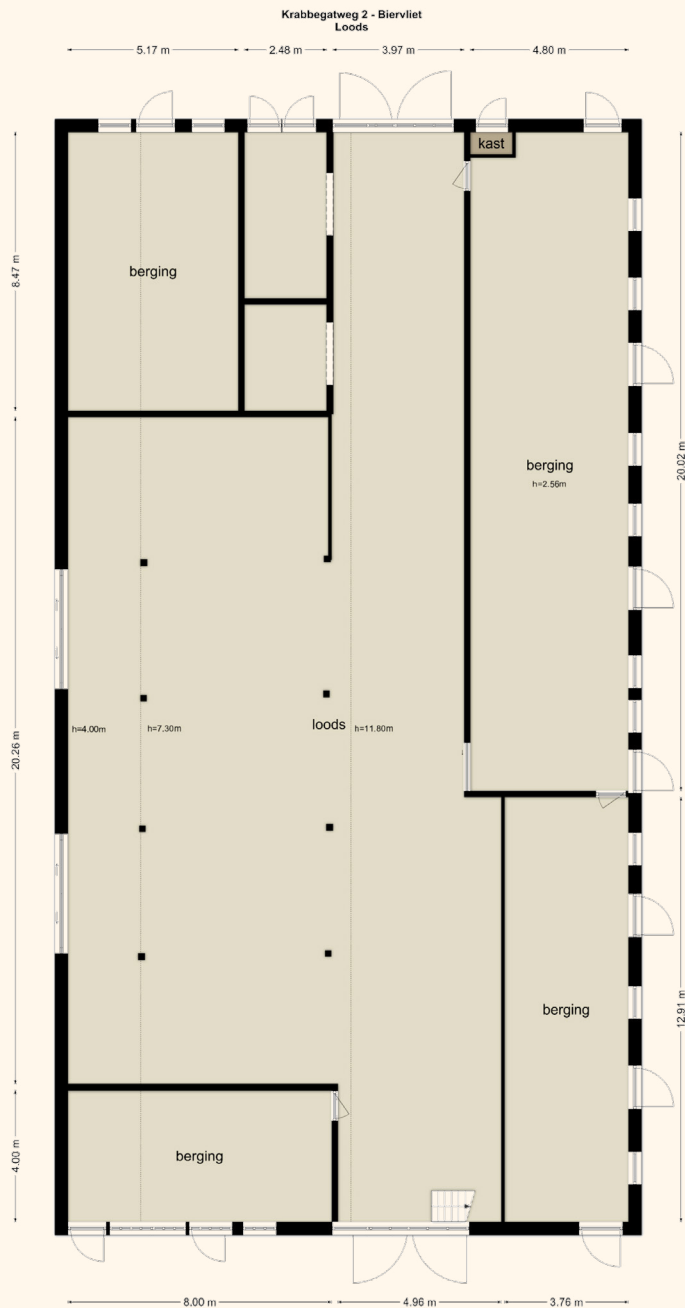 Krabbegatweg 2 - Biervliet
Loods
5.17 m
2.48 m
3.97 m
4.80 m
kast
8.47 m
berging
20.02 m
berging
h=2.56m
20.26 m
h=4.00m
h=7.30m
loods
h=11.80m
12.91 m
berging
4.00 m
berging
8.00 m
4.96 m
3.76 m